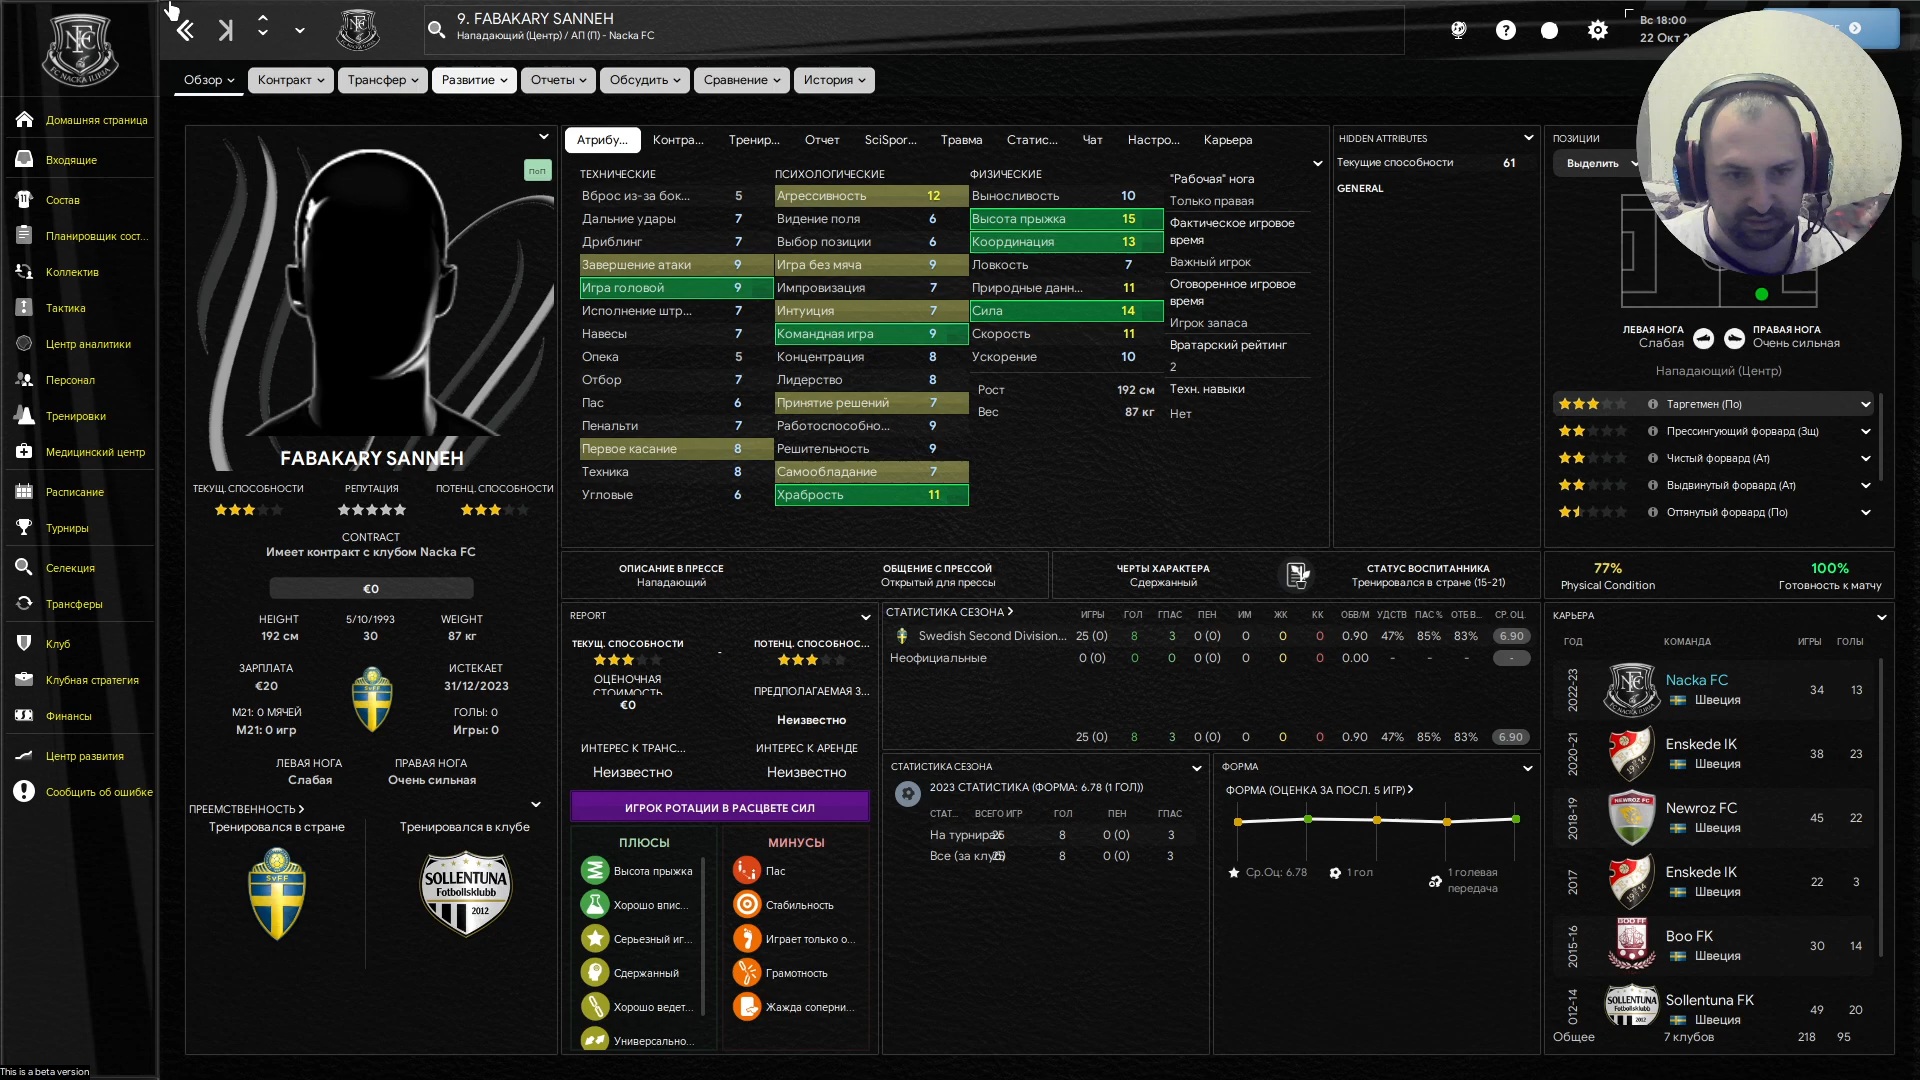 9. FABAKARY SANNEH
Нападающий (Центр) / АП (П) - Nacka FC
Вс 18:00
22 Окт
Обзор
Контракт
Трансфер
Развитие
Отчеты
Обсудить
Сравнение
История
FC NACKA ILIRIA
Домашняя страница
Входящие
Состав
Планировщик сост...
Коллектив
Тактика
Центр аналитики
Персонал
Тренировки
Медицинский центр
Расписание
Турниры
Селекция
Трансферы
Клуб
Клубная стратегия
Финансы
Центр развития
Сообщить об ошибке
This is a beta version
ПоП
FABAKARY SANNEH
ТЕКУЩ. СПОСОБНОСТИ
РЕПУТАЦИЯ
ПОТЕНЦ. СПОСОБНОСТИ
CONTRACT
Имеет контракт с клубом Nacka FC
€0
HEIGHT
5/10/1993
WEIGHT
192 см
30
87 кг
ЗАРПЛАТА
ИСТЕКАЕТ
€20
31/12/2023
М21: 0 МЯЧЕЙ
ГОЛЫ: 0
М21: 0 игр
Игры: 0
ЛЕВАЯ НОГА
ПРАВАЯ НОГА
Слабая
Очень сильная
ПРЕЕМСТВЕННОСТЬ
Тренировался в стране
Тренировался в клубе
SvFF
SOLLENTUNA
Fotbollsklubb
2012
Атрибу...
Контра...
Тренир...
Отчет
SciSpor...
Травма
Статис...
Чат
Настро...
Карьера
ТЕХНИЧЕСКИЕ
Вброс из-за бок... 5
Дальние удары 7
Дриблинг 7
Завершение атаки 9
Игра головой 9
Исполнение штр... 7
Навесы 7
Опека 5
Отбор 7
Пас 6
Пенальти 7
Первое касание 8
Техника 8
Угловые 6
ПСИХОЛОГИЧЕСКИЕ
Агрессивность 12
Видение поля 6
Выбор позиции 6
Игра без мяча 9
Импровизация 7
Интуиция 7
Командная игра 9
Концентрация 8
Лидерство 8
Принятие решений 7
Работоспособно... 9
Решительность 9
Самообладание 7
Храбрость 11
ФИЗИЧЕСКИЕ
Выносливость 10
Высота прыжка 15
Координация 13
Ловкость 7
Природные данн... 11
Сила 14
Скорость 11
Ускорение 10
Рост 192 см
Вес 87 кг
"Рабочая" нога
Только правая
Фактическое игровое
время
Важный игрок
Оговоренное игровое
время
Игрок запаса
Вратарский рейтинг
2
Техн. навыки
Нет
HIDDEN ATTRIBUTES
Текущие способности 61
GENERAL
ПОЗИЦИИ
Выделить
ЛЕВАЯ НОГА
Слабая
ПРАВАЯ НОГА
Очень сильная
Нападающий (Центр)
Таргетмен (По)
Прессингующий форвард (Зщ)
Чистый форвард (Ат)
Выдвинутый форвард (Ат)
Оттянутый форвард (По)
ОПИСАНИЕ В ПРЕССЕ
Нападающий
ОБЩЕНИЕ С ПРЕССОЙ
Открытый для прессы
ЧЕРТЫ ХАРАКТЕРА
Сдержанный
СТАТУС ВОСПИТАННИКА
Тренировался в стране (15-21)
77%
Physical Condition
100%
Готовность к матчу
REPORT
ТЕКУЩ. СПОСОБНОСТИ
-
ПОТЕНЦ. СПОСОБНОС...
ОЦЕНОЧНАЯ
СТОИМОСТЬ
€0
ПРЕДПОЛАГАЕМАЯ З...
Неизвестно
ИНТЕРЕС К ТРАНС...
ИНТЕРЕС К АРЕНДЕ
Неизвестно
Неизвестно
ИГРОК РОТАЦИИ В РАСЦВЕТЕ СИЛ
ПЛЮСЫ
Высота прыжка
Хорошо впис...
Серьезный иг...
Сдержанный
Хорошо ведет...
Универсально...
МИНУСЫ
Пас
Стабильность
Играет только о...
Грамотность
Жажда соперни...
СТАТИСТИКА СЕЗОНА ИГРЫ ГОЛ ГПАС ПЕН ИМ ЖК КК ОБВ/М УДСТВ ПАС % ОТБ В... СР. ОЦ.
Swedish Second Division... 25 (0) 8 3 0 (0) 0 0 0 0.90 47% 85% 83% 6.90
Неофициальные 0 (0) 0 0 0 (0) 0 0 0 0.00 - - - -
25 (0) 8 3 0 (0) 0 0 0 0.90 47% 85% 83% 6.90
СТАТИСТИКА СЕЗОНА
2023 СТАТИСТИКА (ФОРМА: 6.78 (1 ГОЛ))
СТАТ... ВСЕГО ИГР ГОЛ ПЕН ГПАС
На турнирах 25 8 0 (0) 3
Все (за клуб) 25 8 0 (0) 3
ФОРМА
ФОРМА (ОЦЕНКА ЗА ПОСЛ. 5 ИГР)
Ср.Оц: 6.78
1 гол
1 голевая
передача
КАРЬЕРА
ГОД КОМАНДА ИГРЫ ГОЛЫ
2022-23 Nacka FC 34 13
Швеция
2020-21 Enskede IK 38 23
Швеция
2018-19 Newroz FC 45 22
Швеция
2017 Enskede IK 22 3
Швеция
2015-16 Boo FK 30 14
Швеция
012-14 Sollentuna FK 49 20
Швеция
Общее 7 клубов 218 95